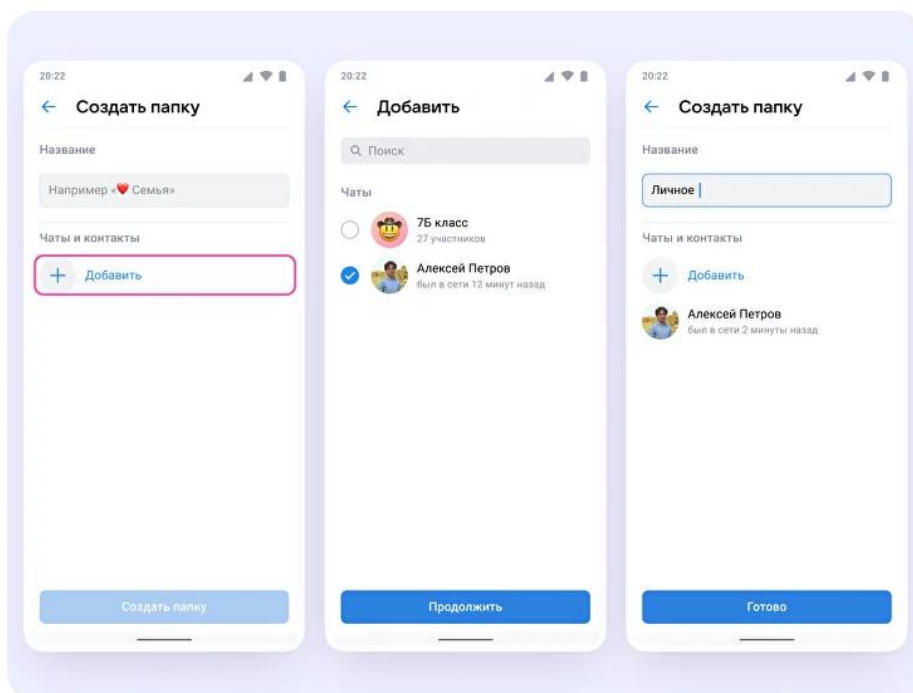 20:22
Создать папку
Название
Например «❤️ Семья»
Чаты и контакты
Добавить
Создать папку
20:22
Добавить
Поиск
Чаты
7Б класс
27 участников
Алексей Петров
был в сети 12 минут назад
Продолжить
20:22
Создать папку
Название
Личное
Чаты и контакты
Добавить
Алексей Петров
был в сети 2 минуты назад
Готово